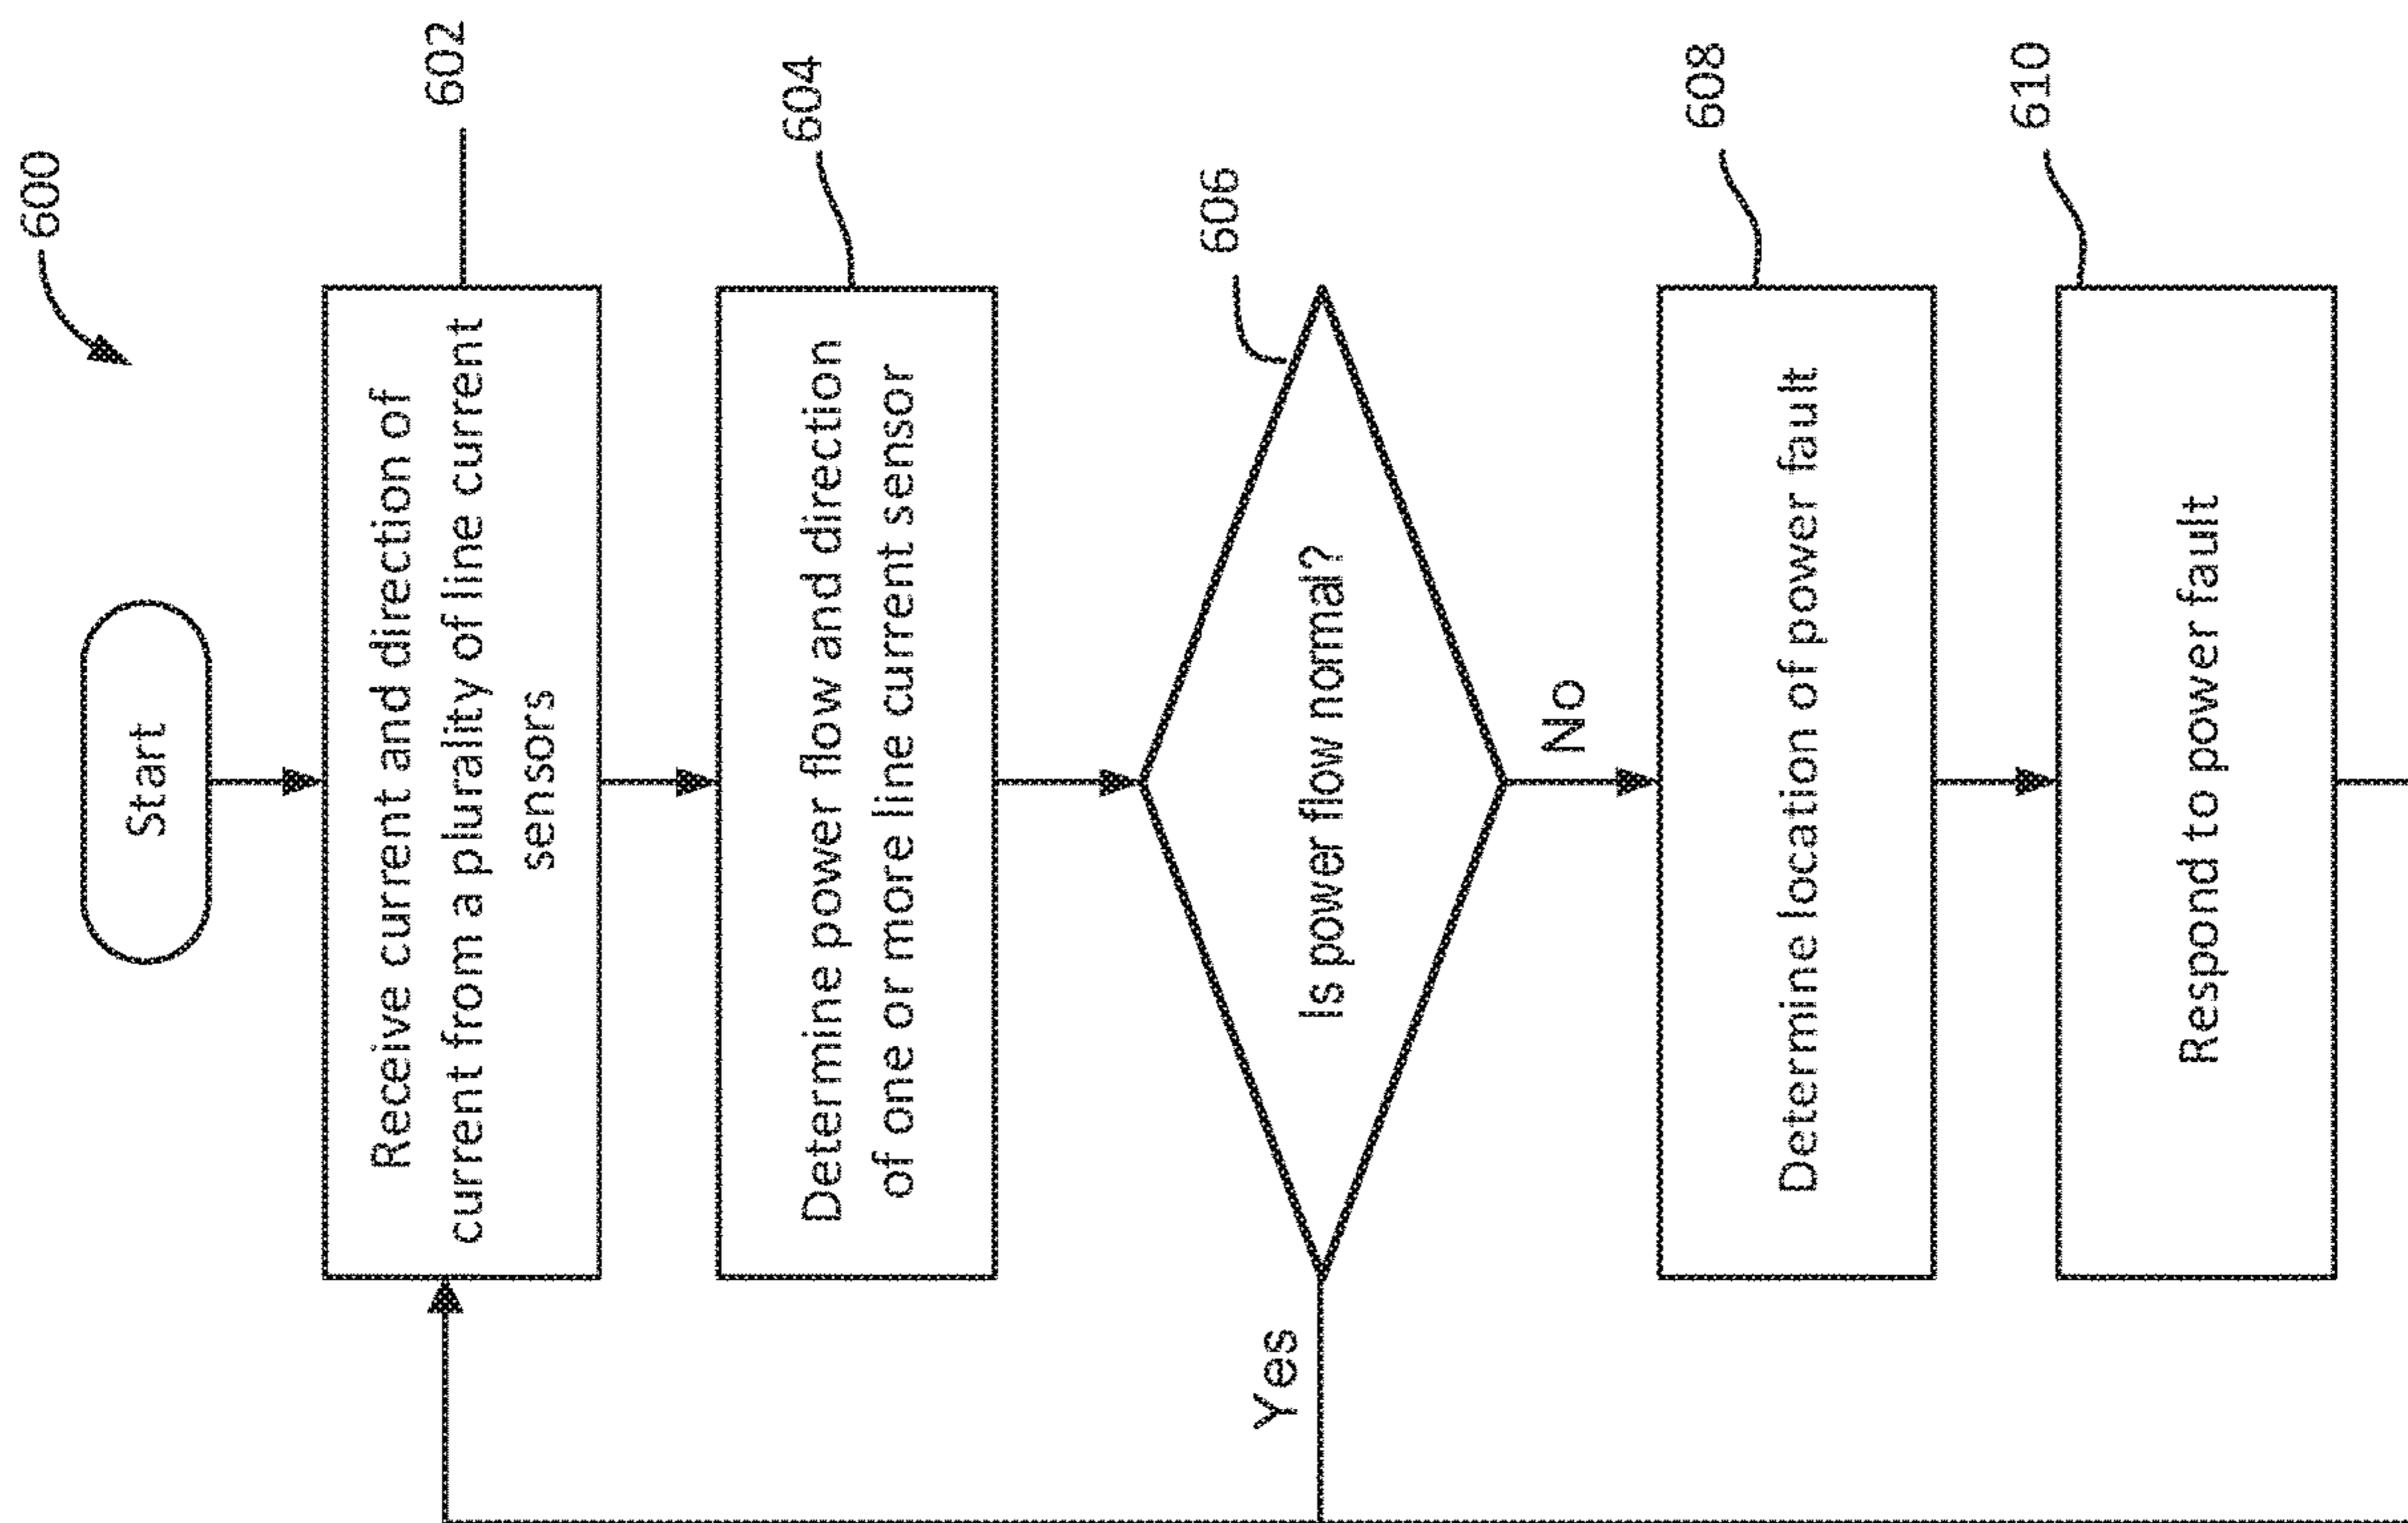 600
Start
Receive current and direction of
current from a plurality of line current
sensors
602
Determine power flow and direction
of one or more line current sensor
604
Is power flow normal?
606
Yes
No
Determine location of power fault
608
Respond to power fault
610